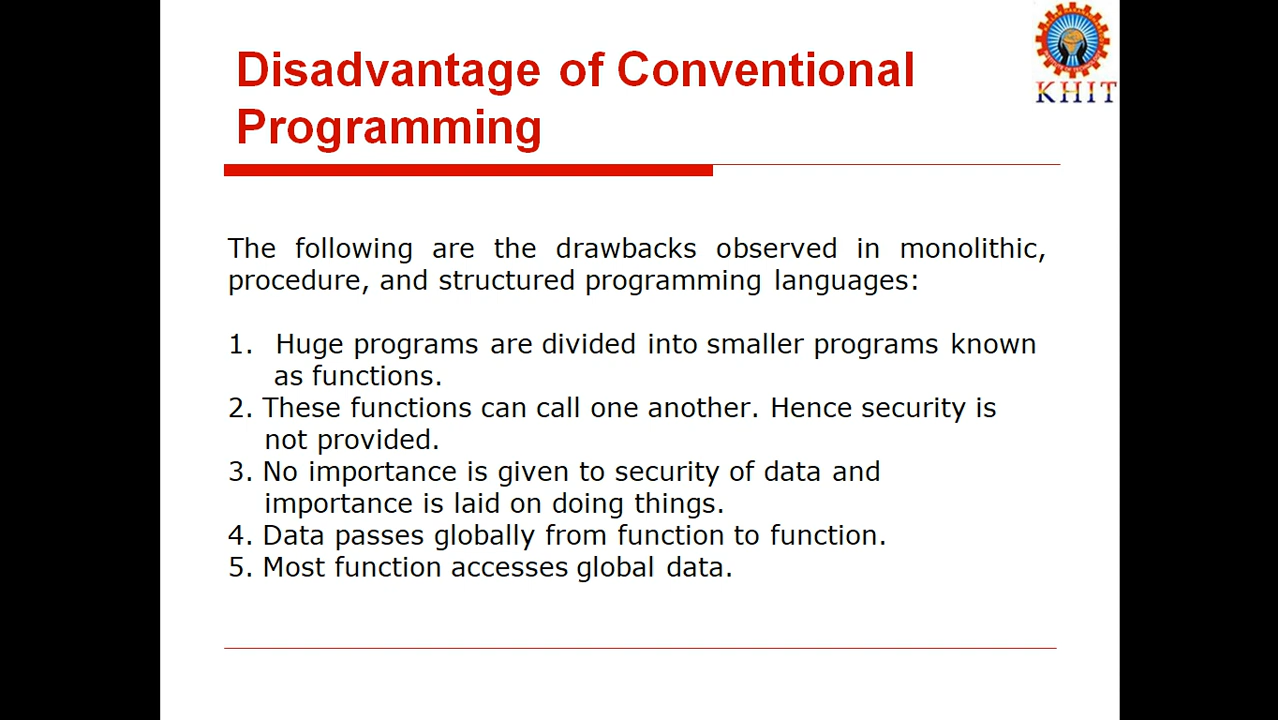 Disadvantage of Conventional
Programming
KHIT
The following are the drawbacks observed in monolithic,
procedure, and structured programming languages:
1. Huge programs are divided into smaller programs known
as functions.
2. These functions can call one another. Hence security is
not provided.
3. No importance is given to security of data and
importance is laid on doing things.
4. Data passes globally from function to function.
5. Most function accesses global data.